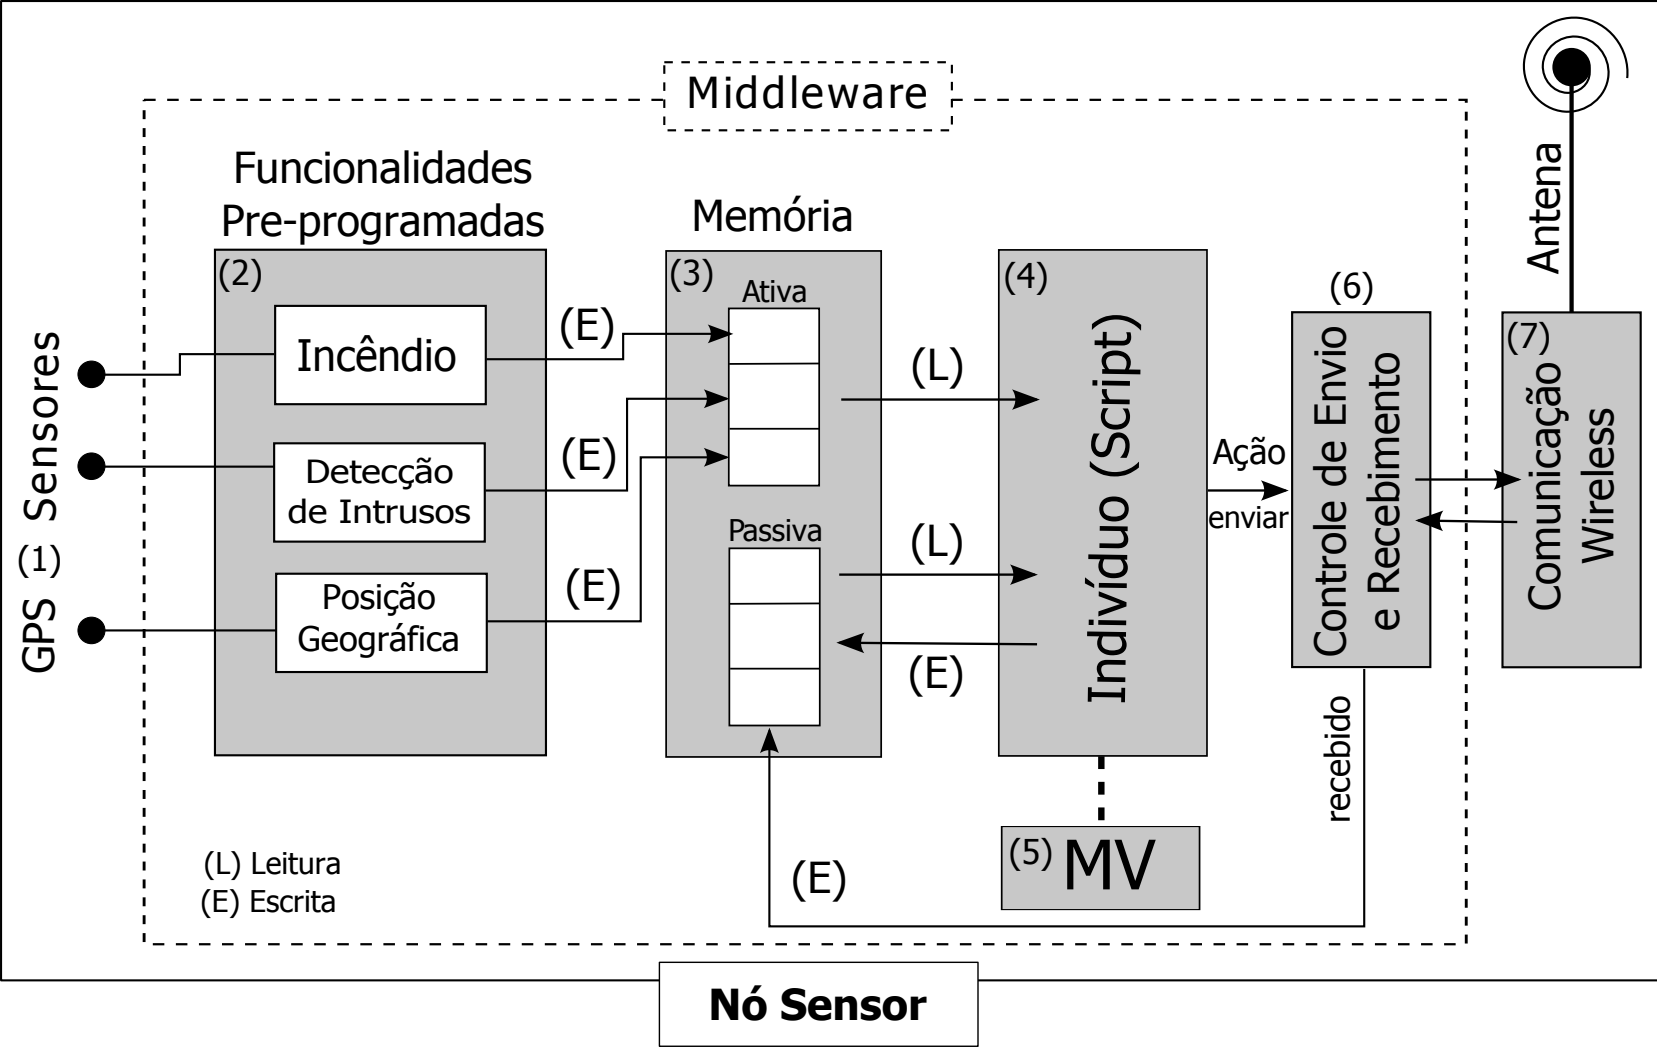 Middleware
Funcionalidades
Pre-programadas
Memória
Antena
(2)
Incêndio
Detecção
de Intrusos
Posição
Geográfica
GPS (1) Sensores
(E)
(E)
(E)
(3)
Ativa
Passiva
(L)
(L)
(E)
(4)
Indivíduo (Script)
(5) MV
Ação
enviar
(6)
Controle de Envio
e Recebimento
(7)
Comunicação
Wireless
recebido
(E)
(L) Leitura
(E) Escrita
Nó Sensor